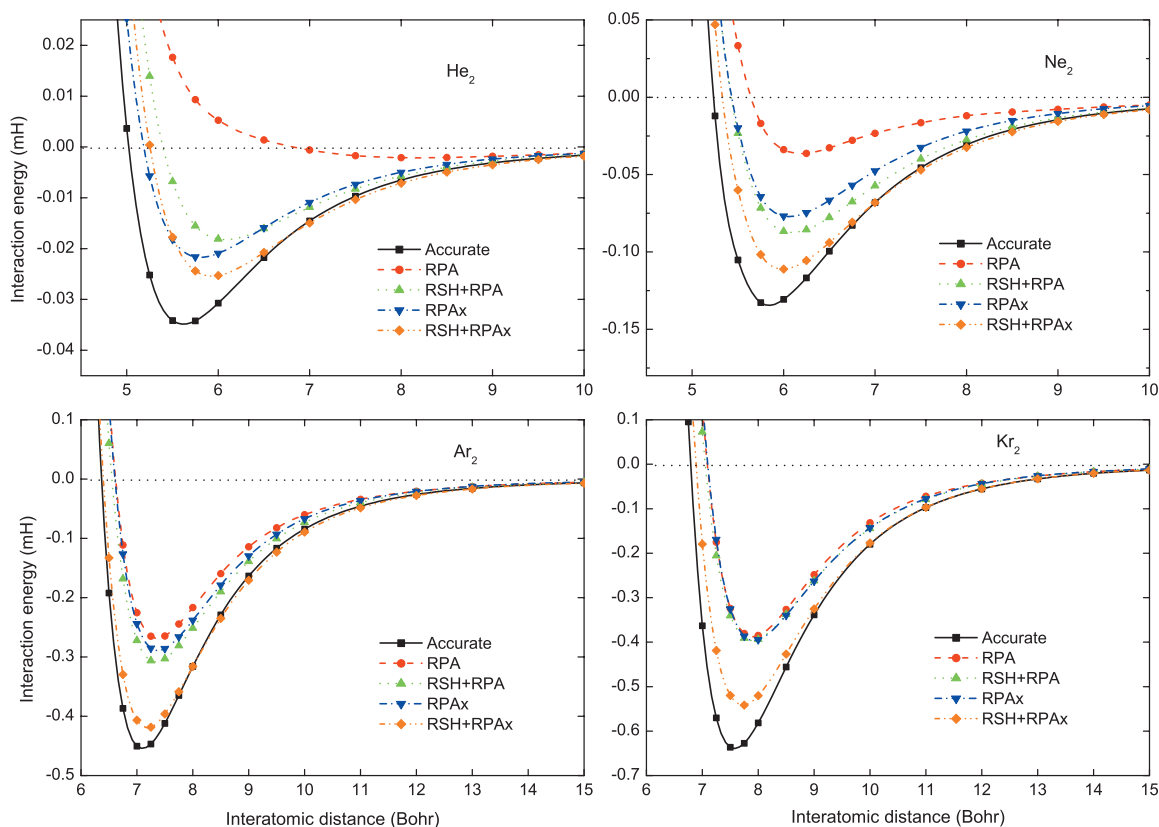 Interaction energy (mH)
0.02
0.01
0.00
-0.01
-0.02
-0.03
-0.04
He2
Accurate
RPA
RSH+RPA
RPAx
RSH+RPAx
5 6 7 8 9 10
0.05
0.00
-0.05
-0.10
-0.15
Ne2
Accurate
RPA
RSH+RPA
RPAx
RSH+RPAx
5 6 7 8 9 10
Interaction energy (mH)
0.1
0.0
-0.1
-0.2
-0.3
-0.4
-0.5
Ar2
Accurate
RPA
RSH+RPA
RPAx
RSH+RPAx
6 7 8 9 10 11 12 13 14 15
Interatomic distance (Bohr)
0.1
0.0
-0.1
-0.2
-0.3
-0.4
-0.5
-0.6
-0.7
Kr2
Accurate
RPA
RSH+RPA
RPAx
RSH+RPAx
6 7 8 9 10 11 12 13 14 15
Interatomic distance (Bohr)